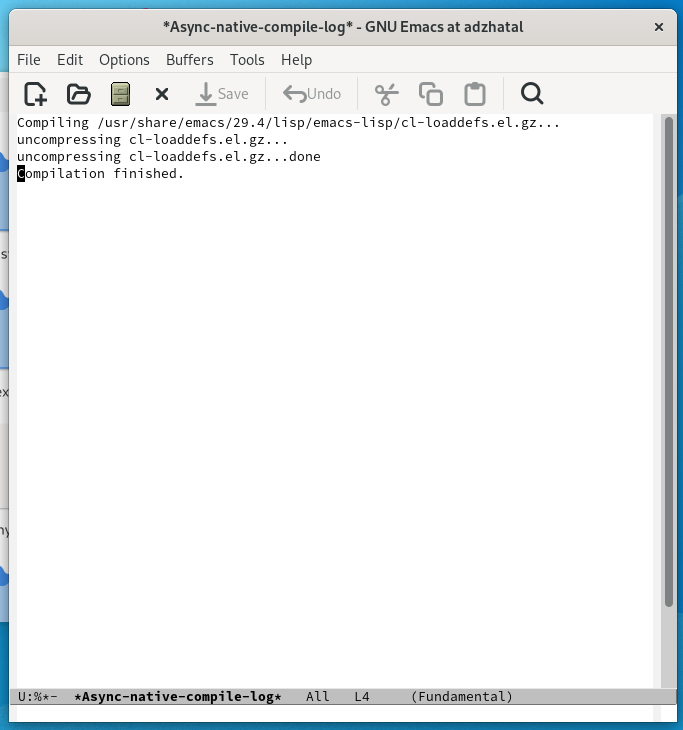 *Async-native-compile-log* - GNU Emacs at adzhatal
File Edit Options Buffers Tools Help
Save Undo
Compiling /usr/share/emacs/29.4/lisp/emacs-lisp/cl-loaddefs.el.gz...
uncompressing cl-loaddefs.el.gz...
uncompressing cl-loaddefs.el.gz...done
Compilation finished.
U:%*- *Async-native-compile-log* All L4 (Fundamental)